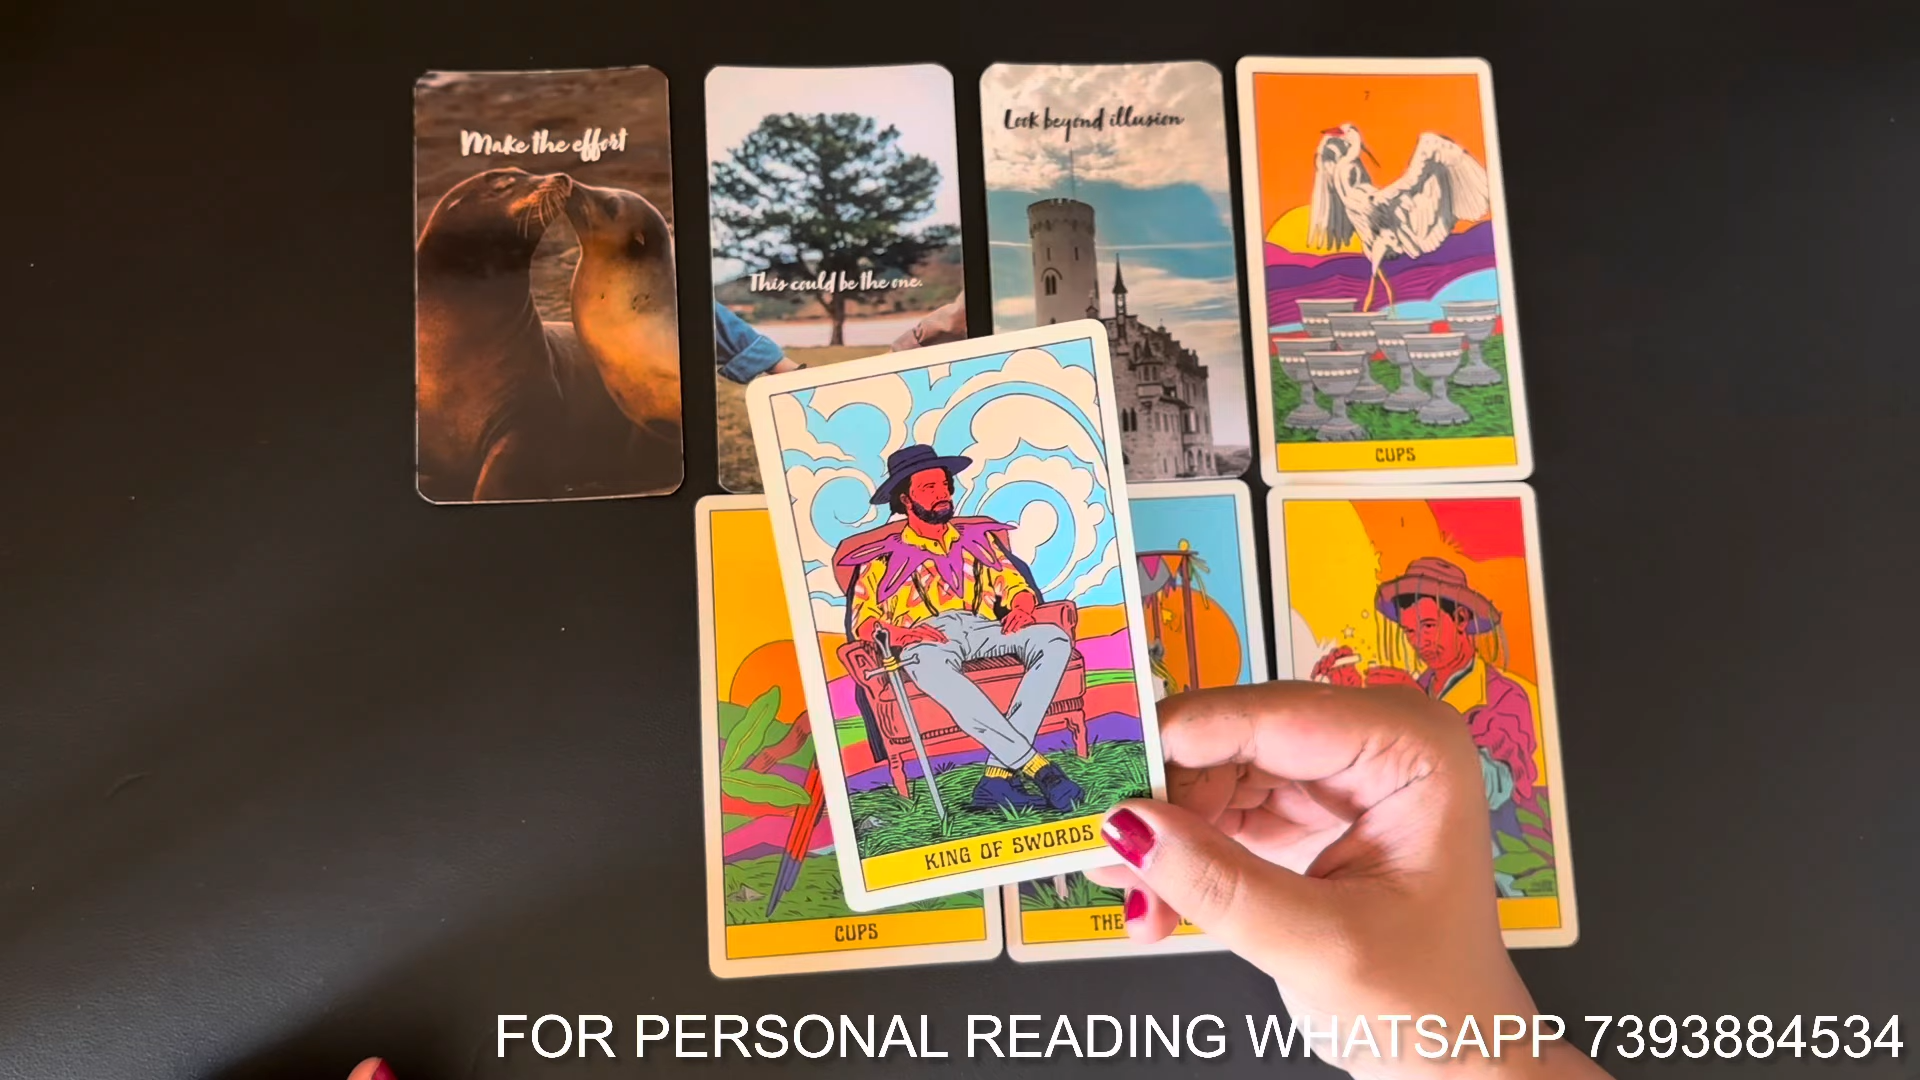 Make the effort
This could be the one.
Look beyond illusion
7
CUPS
I
KING OF SWORDS
CUPS
THE
FOR PERSONAL READING WHATSAPP 7393884534